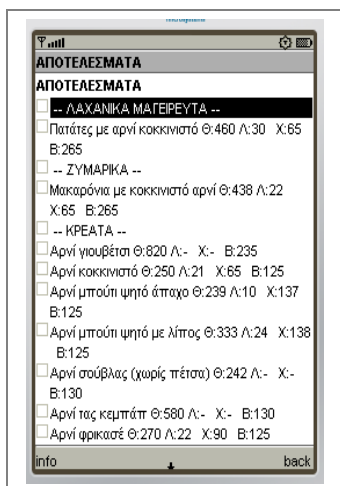 ΑΠΟΤΕΛΕΣΜΑΤΑ
ΑΠΟΤΕΛΕΣΜΑΤΑ
-- ΛΑΧΑΝΙΚΑ ΜΑΓΕΙΡΕΥΤΑ --
Πατάτες με αρνί κοκκινιστό Θ:460 Λ:30 Χ:65
Β:265
-- ΖΥΜΑΡΙΚΑ --
Μακαρόνια με κοκκινιστό αρνί Θ:438 Λ:22
Χ:65 Β:265
-- ΚΡΕΑΤΑ --
Αρνί γιουβέτσι Θ:820 Λ:- Χ:- Β:235
Αρνί κοκκινιστό Θ:250 Λ:21 Χ:65 Β:125
Αρνί μπούτι ψητό άπαχο Θ:239 Λ:10 Χ:137
Β:125
Αρνί μπούτι ψητό με λίπος Θ:333 Λ:24 Χ:138
Β:125
Αρνί σούβλας (χωρίς πέτσα) Θ:242 Λ:- Χ:-
Β:130
Αρνί τας κεμπάπ Θ:580 Λ:- Χ:- Β:130
Αρνί φρικασέ Θ:270 Λ:22 Χ:90 Β:125
info back